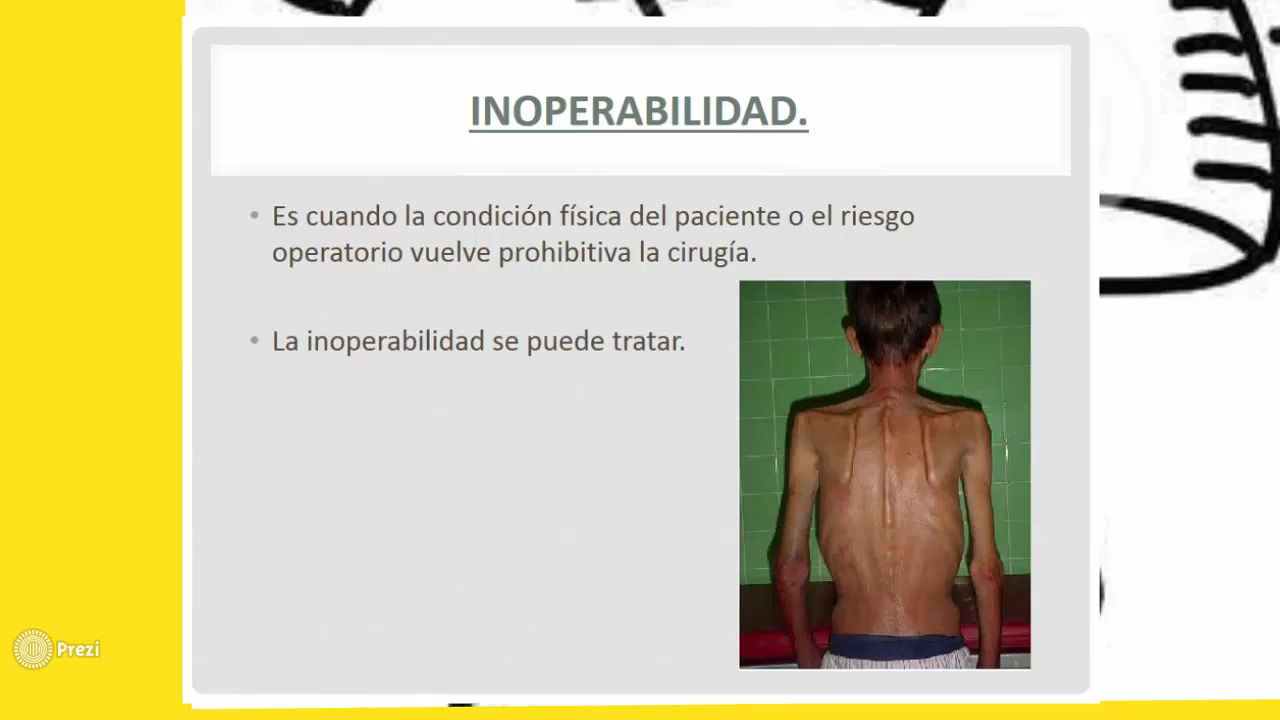 INOPERABILIDAD.
• Es cuando la condición física del paciente o el riesgo
operatorio vuelve prohibitiva la cirugía.
• La inoperabilidad se puede tratar.
Prezi